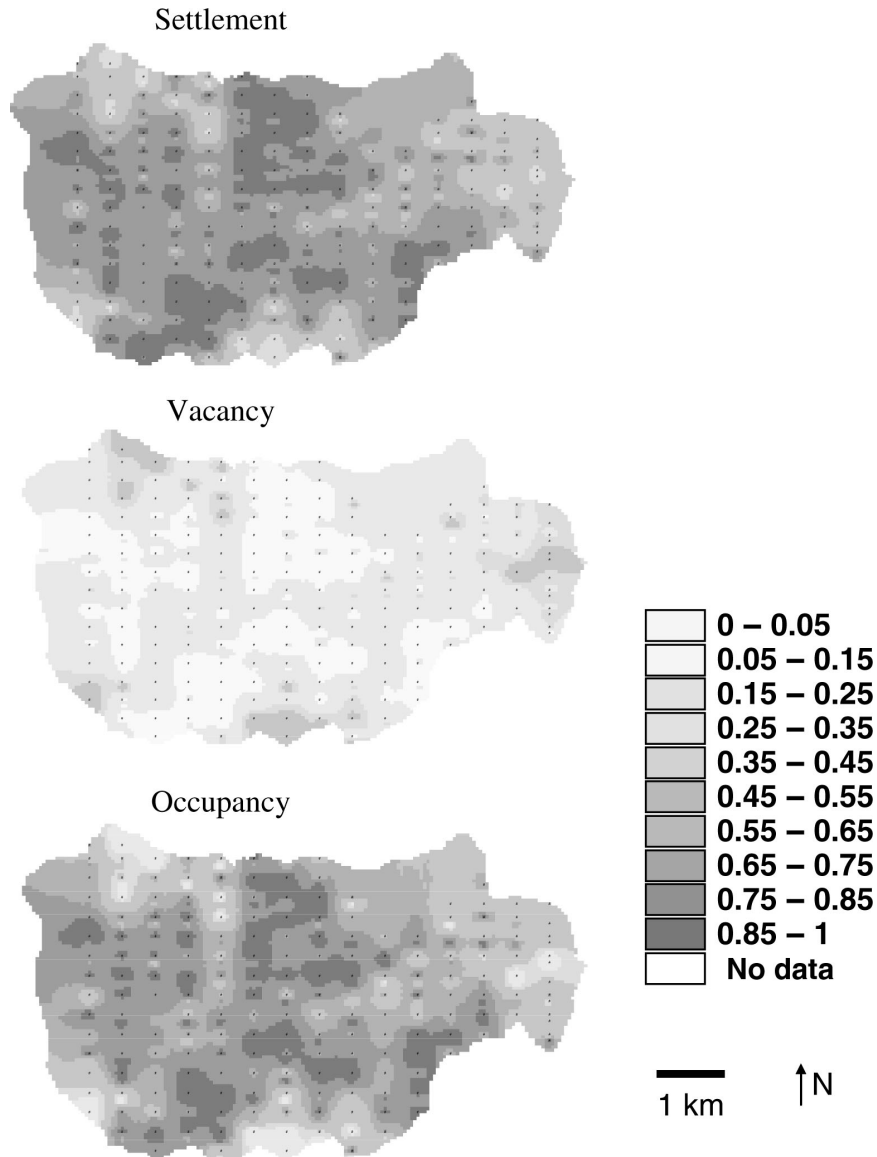 Settlement
Vacancy
0 – 0.05
0.05 – 0.15
0.15 – 0.25
0.25 – 0.35
0.35 – 0.45
0.45 – 0.55
0.55 – 0.65
0.65 – 0.75
0.75 – 0.85
0.85 – 1
No data
Occupancy
1 km
N